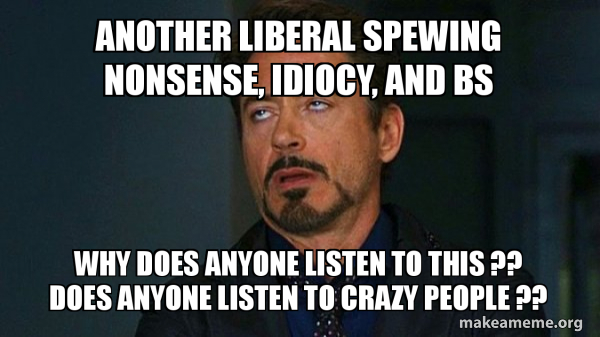 ANOTHER LIBERAL SPEWING
NONSENSE, IDIOCY, AND BS
WHY DOES ANYONE LISTEN TO THIS ??
DOES ANYONE LISTEN TO CRAZY PEOPLE ??
makeameme.org